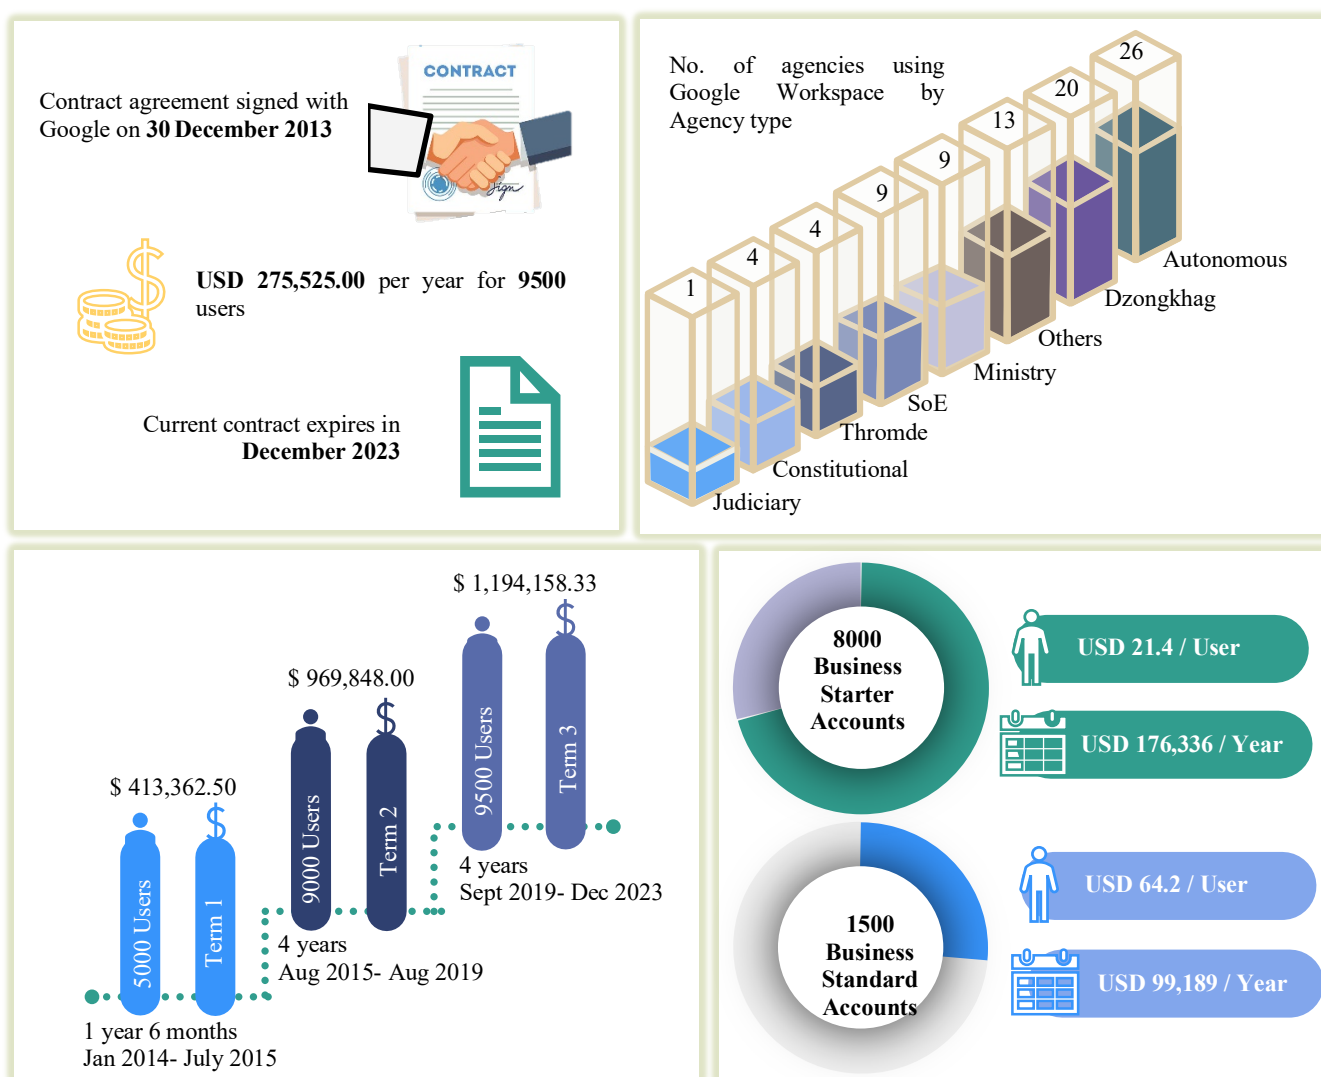 CONTRACT
Contract agreement signed with
Google on 30 December 2013
Sign
USD 275,525.00 per year for 9500
users
Current contract expires in
December 2023
No. of agencies using
Google Workspace by
Agency type
1
4
4
9
9
13
20
26
Judiciary
Constitutional
Thromde
SoE
Ministry
Others
Dzongkhag
Autonomous
$ 413,362.50
5000 Users
Term 1
$
1 year 6 months
Jan 2014- July 2015
$ 969,848.00
9000 Users
Term 2
$
4 years
Aug 2015- Aug 2019
$ 1,194,158.33
9500 Users
Term 3
$
4 years
Sept 2019- Dec 2023
8000
Business
Starter
Accounts
USD 21.4 / User
USD 176,336 / Year
1500
Business
Standard
Accounts
USD 64.2 / User
USD 99,189 / Year